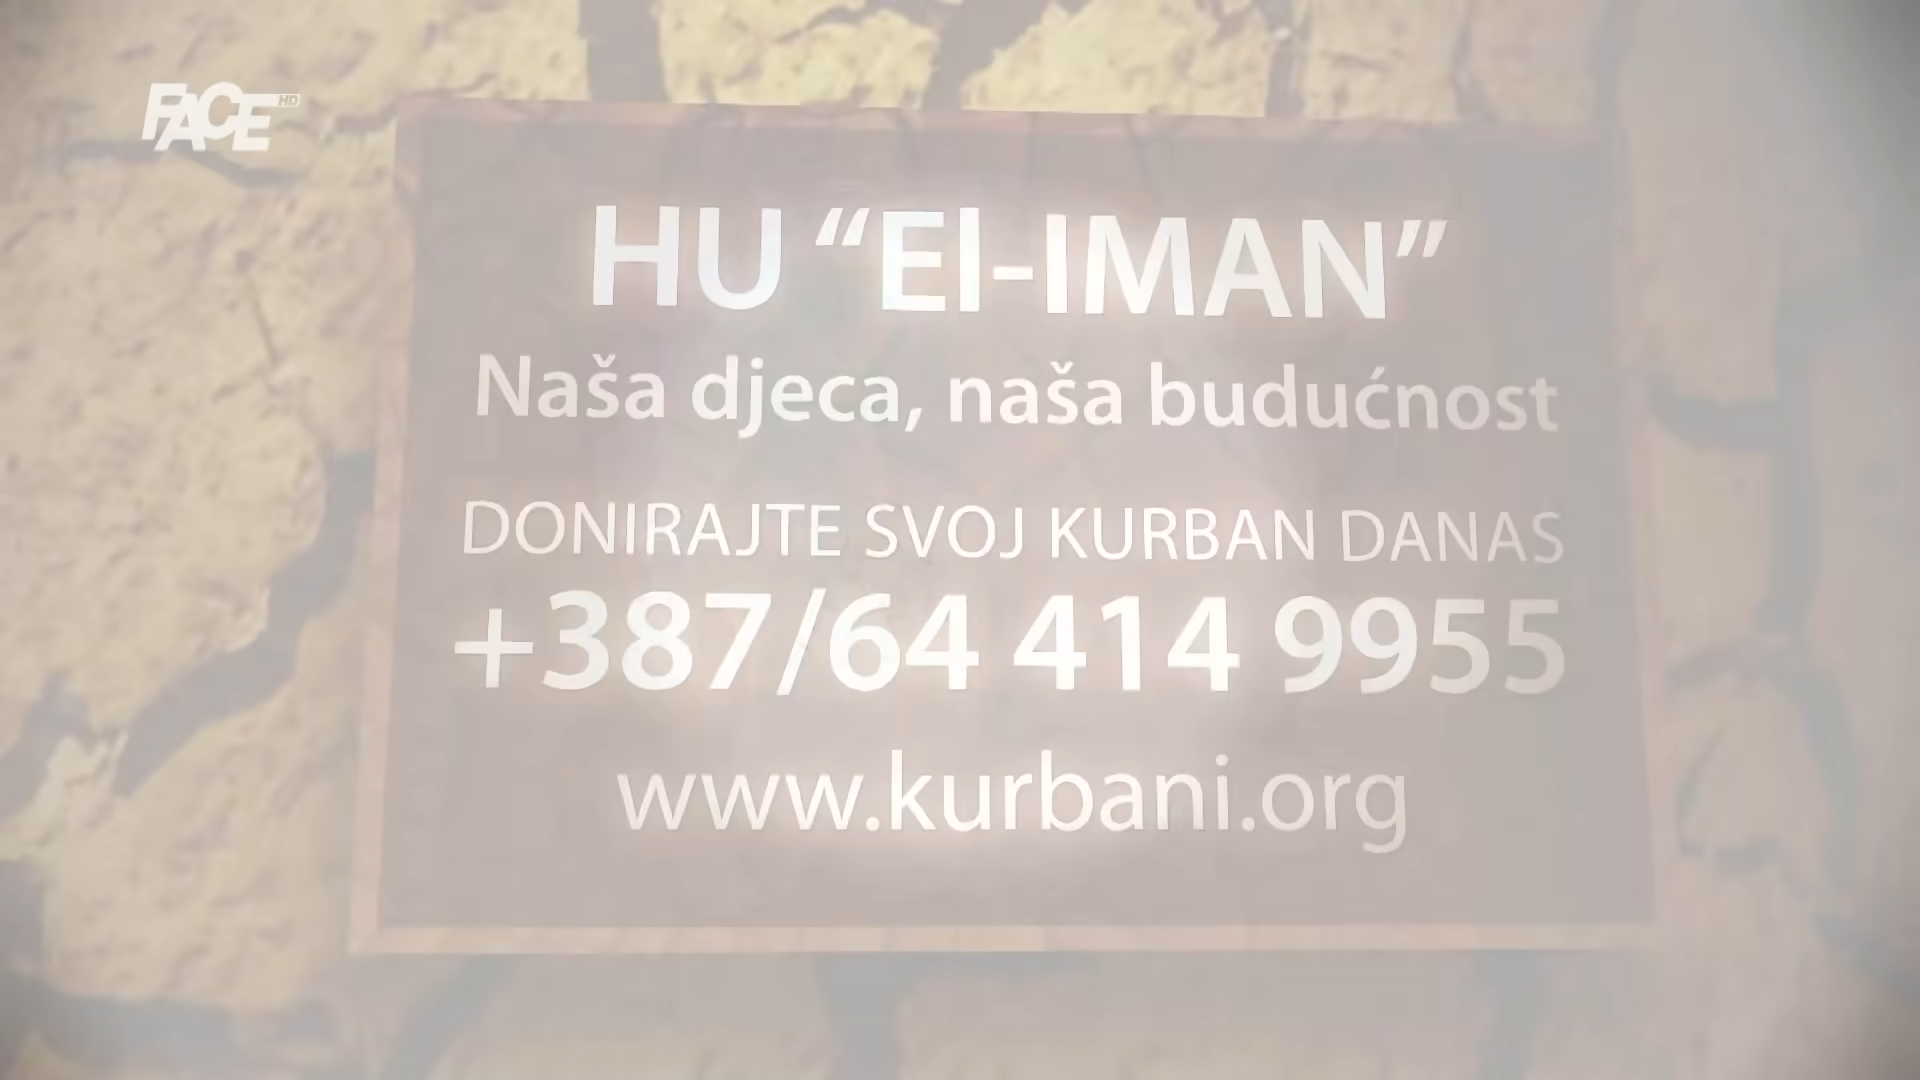 FACE HD
HU “El-IMAN”
Naša djeca, naša budućnost
DONIRAJTE SVOJ KURBAN DANAS
+387/64 414 9955
www.kurbani.org